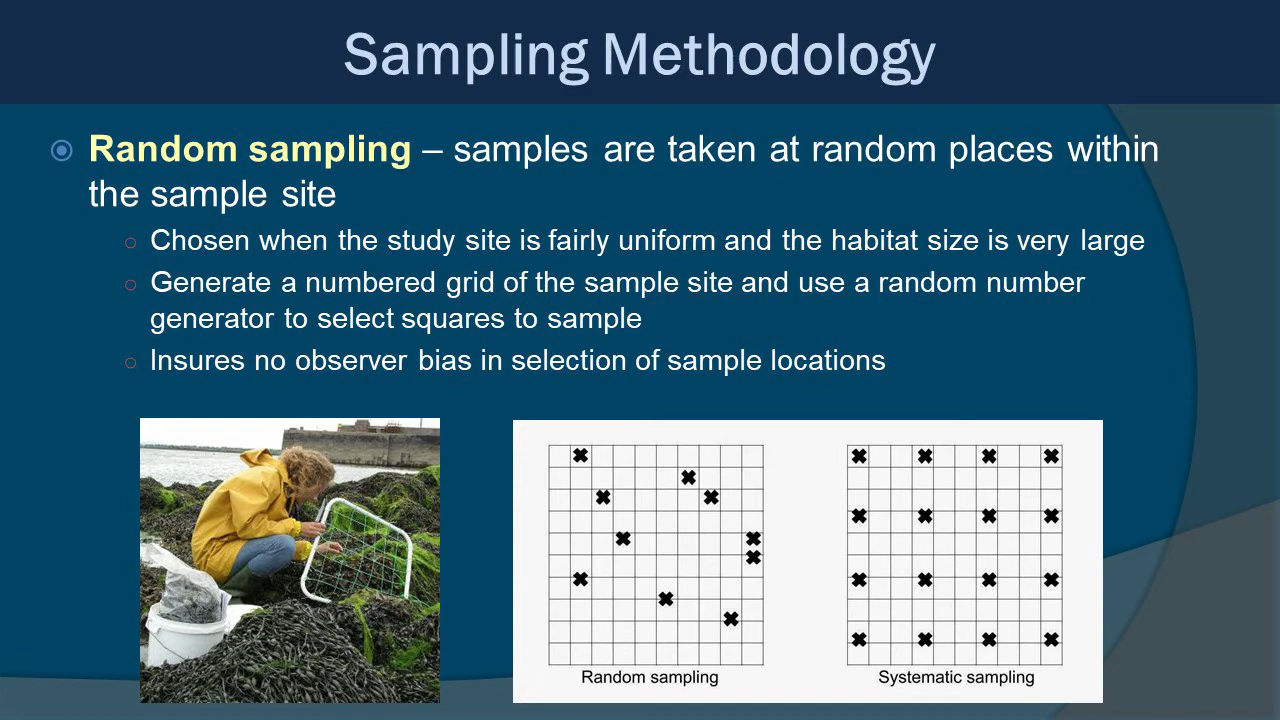 Sampling Methodology
Random sampling – samples are taken at random places within
the sample site
Chosen when the study site is fairly uniform and the habitat size is very large
Generate a numbered grid of the sample site and use a random number
generator to select squares to sample
Insures no observer bias in selection of sample locations
Random sampling
Systematic sampling